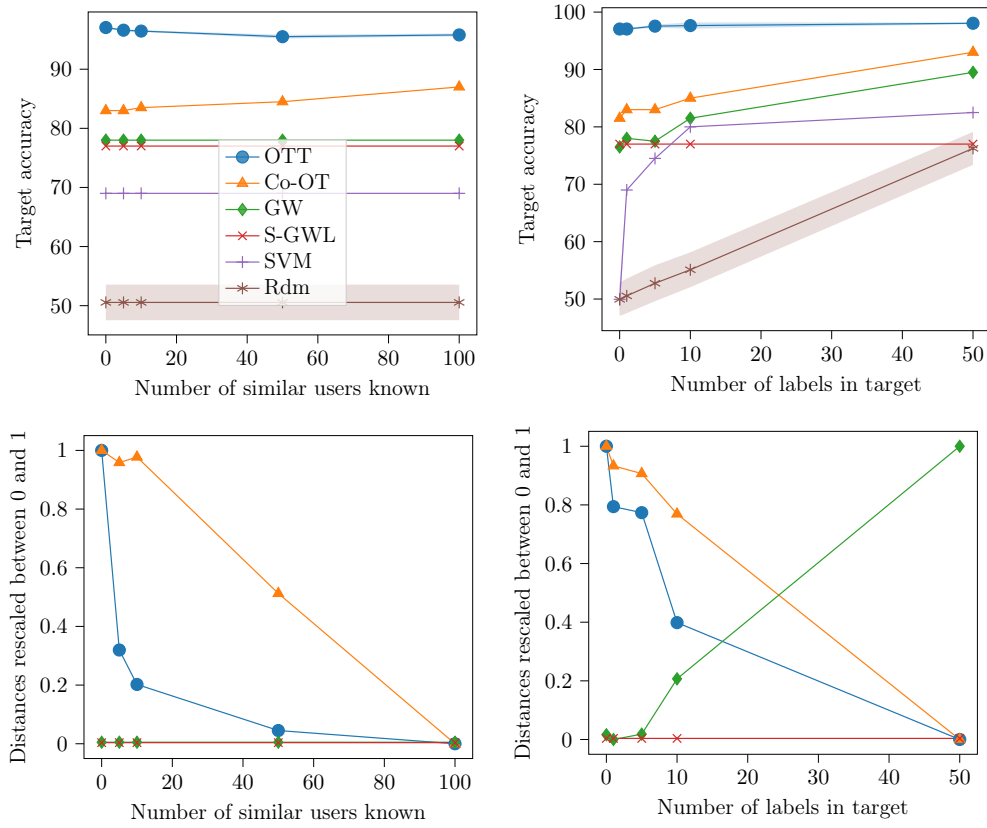 90
80
70
60
50
Target accuracy
OTT
Co-OT
GW
S-GWL
SVM
Rdm
0 20 40 60 80 100
Number of similar users known
100
90
80
70
60
50
Target accuracy
0 10 20 30 40 50
Number of labels in target
1
0.8
0.6
0.4
0.2
0
Distances rescaled between 0 and 1
0 20 40 60 80 100
Number of similar users known
1
0.8
0.6
0.4
0.2
0
Distances rescaled between 0 and 1
0 10 20 30 40 50
Number of labels in target